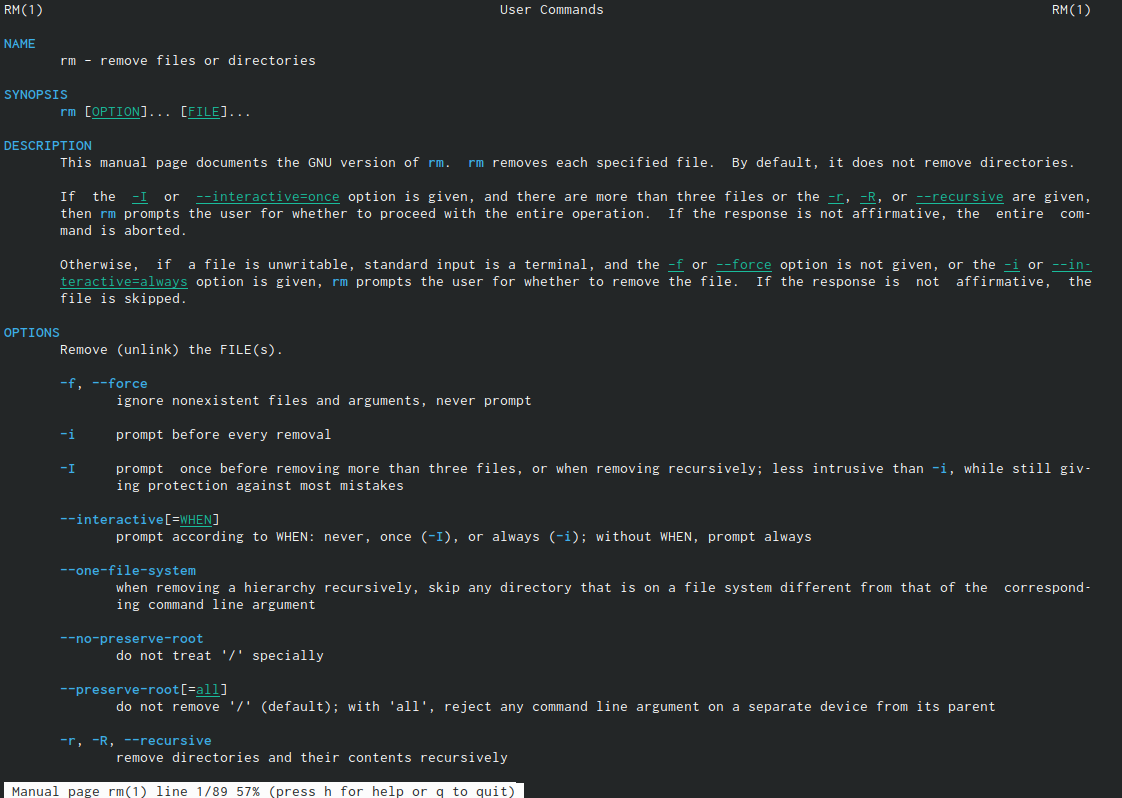 RM(1) User Commands RM(1)
NAME
rm - remove files or directories
SYNOPSIS
rm [OPTION]... [FILE]...
DESCRIPTION
This manual page documents the GNU version of rm.  rm removes each specified file.  By default, it does not remove directories.
If  the  -I  or  --interactive=once option is given, and there are more than three files or the -r, -R, or --recursive are given,
then rm prompts the user for whether to proceed with the entire operation.  If the response is not affirmative, the  entire  com-
mand is aborted.
Otherwise,  if  a file is unwritable, standard input is a terminal, and the -f or --force option is not given, or the -i or --in-
teractive=always option is given, rm prompts the user for whether to remove the file.  If the response is  not  affirmative,  the
file is skipped.
OPTIONS
Remove (unlink) the FILE(s).
-f, --force
ignore nonexistent files and arguments, never prompt
-i     prompt before every removal
-I     prompt  once before removing more than three files, or when removing recursively; less intrusive than -i, while still giv-
ing protection against most mistakes
--interactive[=WHEN]
prompt according to WHEN: never, once (-I), or always (-i); without WHEN, prompt always
--one-file-system
when removing a hierarchy recursively, skip any directory that is on a file system different from that of the  correspond-
ing command line argument
--no-preserve-root
do not treat '/' specially
--preserve-root[=all]
do not remove '/' (default); with 'all', reject any command line argument on a separate device from its parent
-r, -R, --recursive
remove directories and their contents recursively
Manual page rm(1) line 1/89 57% (press h for help or q to quit)